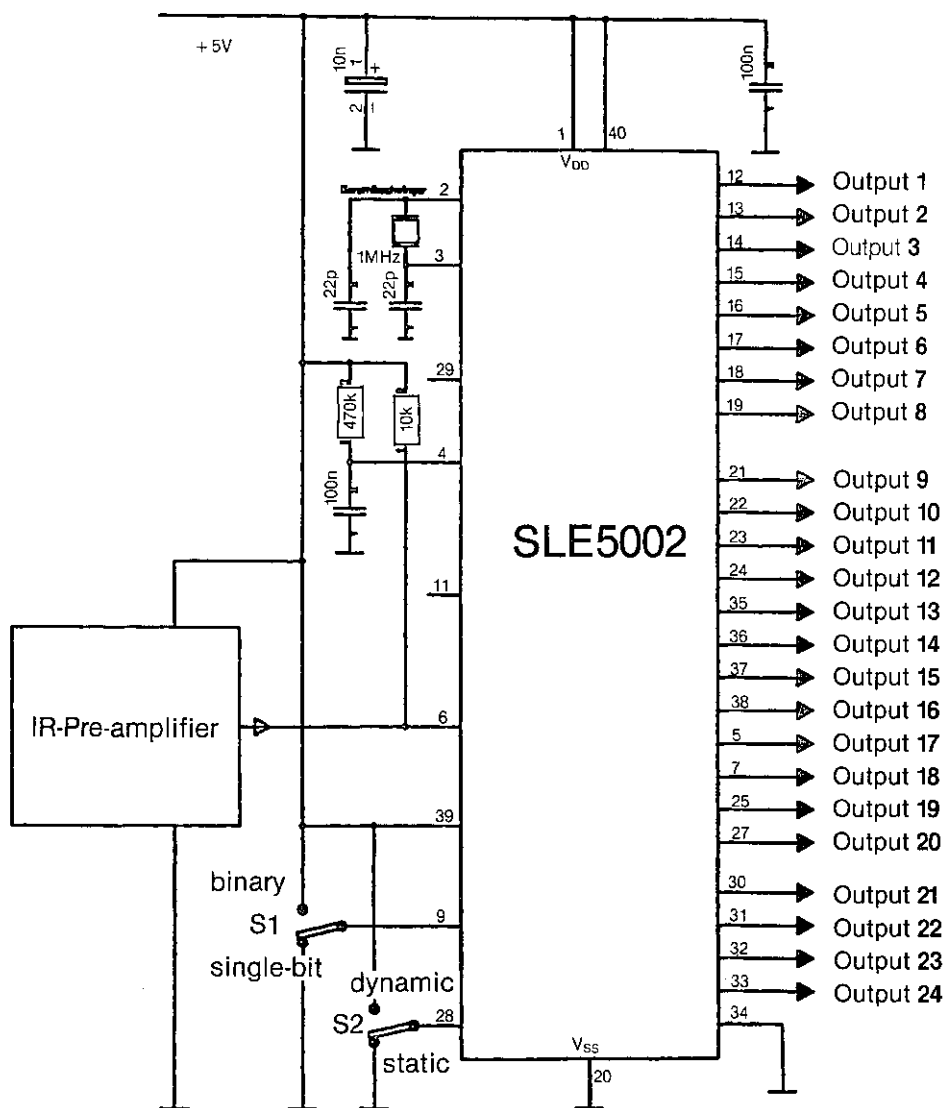 +5V
10n
1
+
2
-
100n
1
40
VDD
2
1MHz
3
22p
22p
29
470k
10k
4
100n
SLE5002
11
IR-Pre-amplifier
6
39
binary
S1
9
single-bit
dynamic
S2
28
static
VSS
20
12 Output 1
13 Output 2
14 Output 3
15 Output 4
16 Output 5
17 Output 6
18 Output 7
19 Output 8
21 Output 9
22 Output 10
23 Output 11
24 Output 12
35 Output 13
36 Output 14
37 Output 15
38 Output 16
5 Output 17
7 Output 18
25 Output 19
27 Output 20
30 Output 21
31 Output 22
32 Output 23
33 Output 24
34